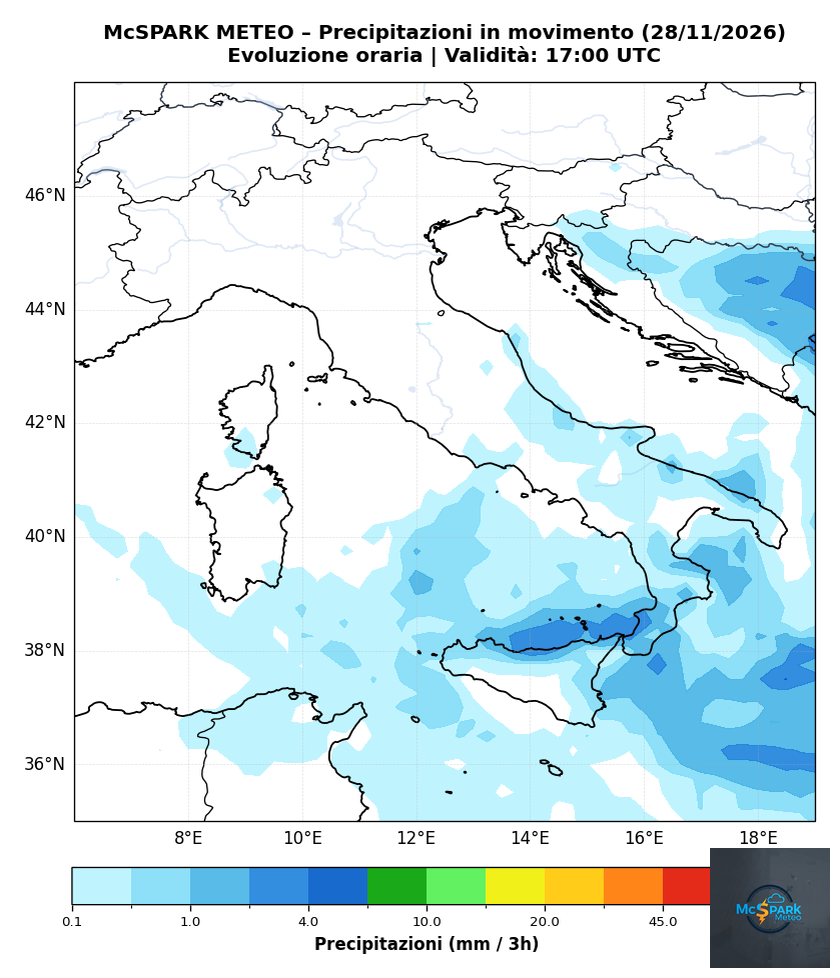 McSPARK METEO – Precipitazioni in movimento (28/11/2026)
Evoluzione oraria | Validità: 17:00 UTC
46°N
44°N
42°N
40°N
38°N
36°N
8°E 10°E 12°E 14°E 16°E 18°E
0.1 1.0 4.0 10.0 20.0 45.0
Precipitazioni (mm / 3h)
McSPARK
Meteo